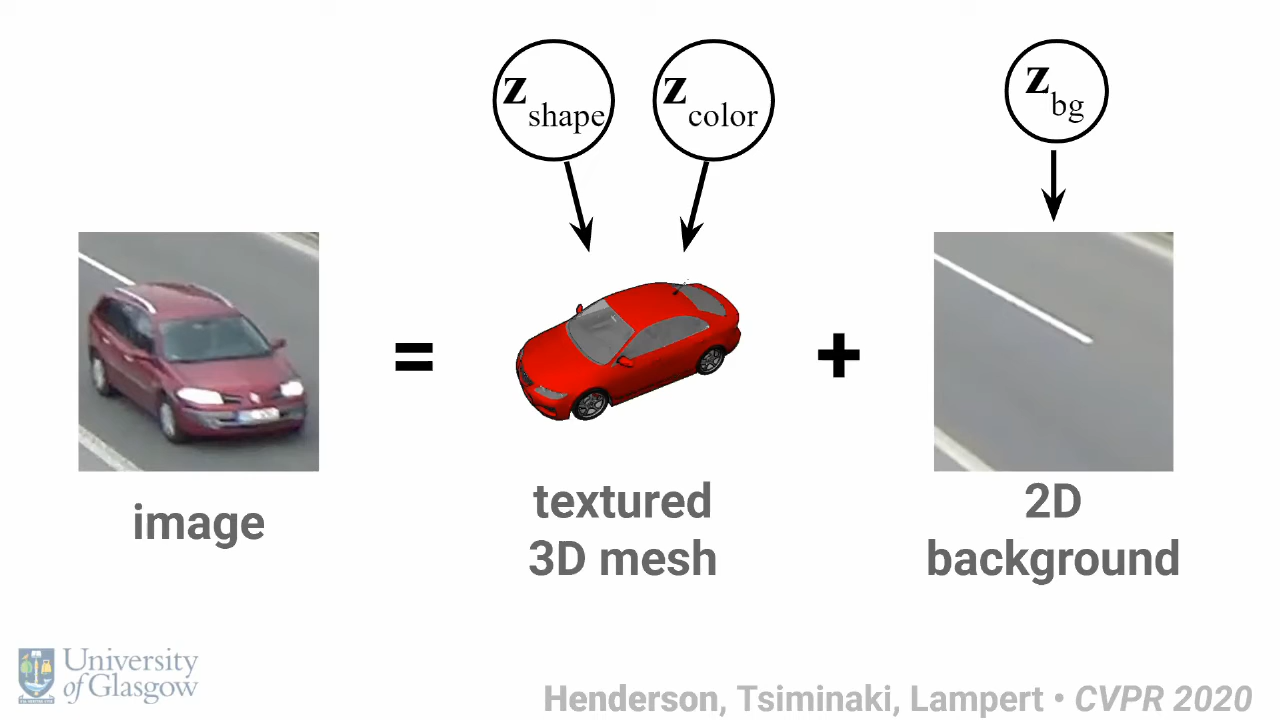 z shape
z color
z bg
=
+
image
textured
3D mesh
2D
background
University
of Glasgow
Henderson, Tsiminaki, Lampert • CVPR 2020